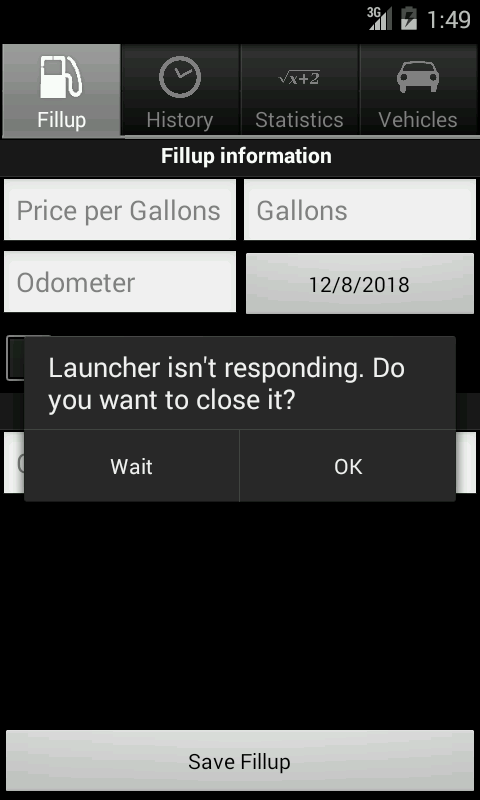 3G 1:49
√x+2
Fillup History Statistics Vehicles
Fillup information
Price per Gallons Gallons
Odometer 12/8/2018
Launcher isn't responding. Do
you want to close it?
Wait OK
Save Fillup